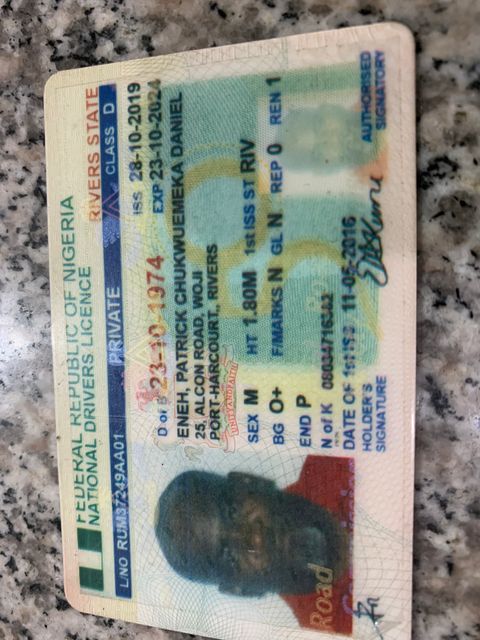 FEDERAL REPUBLIC OF NIGERIA
NATIONAL DRIVERS LICENCE
RIVERS STATE
L/NO RUM37249AA01 PRIVATE CLASS D
ISS 28-10-2019
D of B 23-10-1974 EXP 23-10-2024
ENEH, PATRICK CHUKWUEMEKA DANIEL
25, ALCON ROAD, WOJI
PORT-HARCOURT,, RIVERS
UNITY AND FAITH
SEX M HT 1.80M 1st ISS ST RIV
BG O+ F/MARKS N GL N REP 0 REN 1
END P
Road
N of K
DATE OF 1st ISS 11-05-2016
HOLDER'S
SIGNATURE
AUTHORISED
SIGNATORY